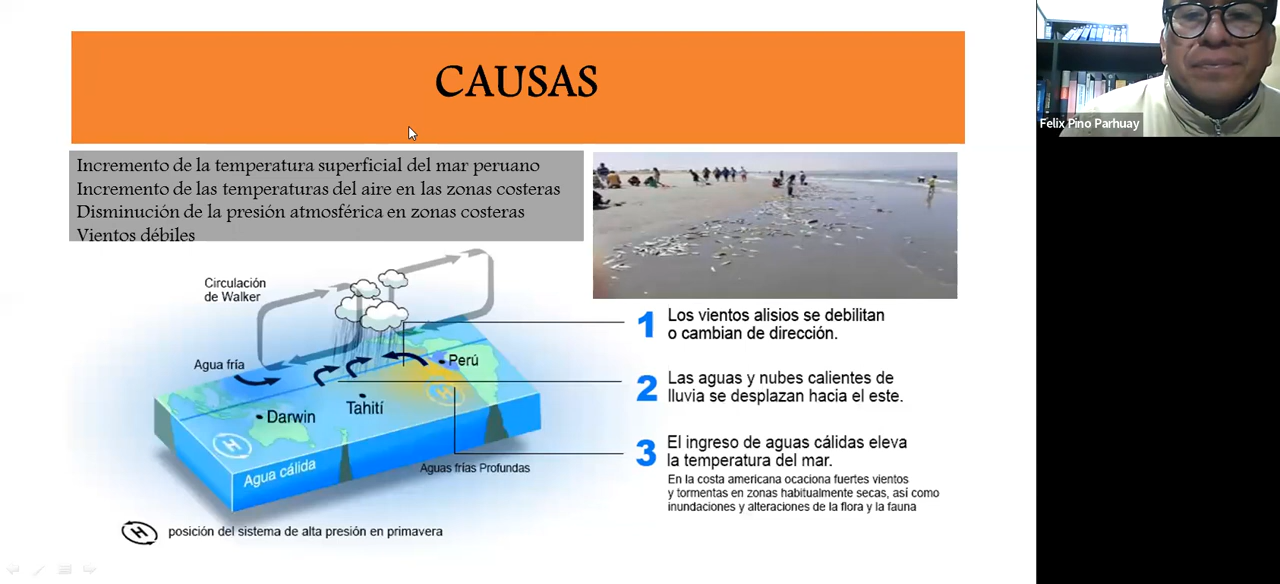 CAUSAS
Felix Pino Parhuay
Incremento de la temperatura superficial del mar peruano
Incremento de las temperaturas del aire en las zonas costeras
Disminución de la presión atmosférica en zonas costeras
Vientos débiles
Circulación
de Walker
Agua fría
Perú
Darwin
Tahití
Agua cálida
Aguas frías Profundas
H
H
1 Los vientos alisios se debilitan
o cambian de dirección.
2 Las aguas y nubes calientes de
lluvia se desplazan hacia el este.
3 El ingreso de aguas cálidas eleva
la temperatura del mar.
En la costa americana ocaciona fuertes vientos
y tormentas en zonas habitualmente secas, así como
inundaciones y alteraciones de la flora y la fauna
H posición del sistema de alta presión en primavera